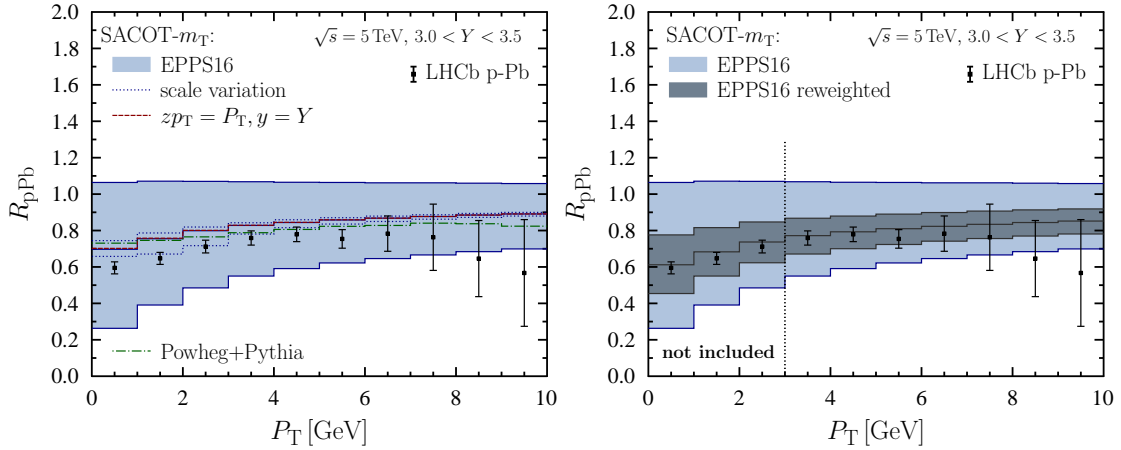 2.0
1.8
1.6
1.4
1.2
1.0
0.8
0.6
0.4
0.2
0.0
R_pPb
SACOT-m_T:
√s = 5 TeV, 3.0 < Y < 3.5
EPPS16
LHCb p-Pb
scale variation
zp_T = P_T, y = Y
Powheg+Pythia
0 2 4 6 8 10
P_T [GeV]
2.0
1.8
1.6
1.4
1.2
1.0
0.8
0.6
0.4
0.2
0.0
R_pPb
SACOT-m_T:
√s = 5 TeV, 3.0 < Y < 3.5
EPPS16
LHCb p-Pb
EPPS16 reweighted
not included
0 2 4 6 8 10
P_T [GeV]